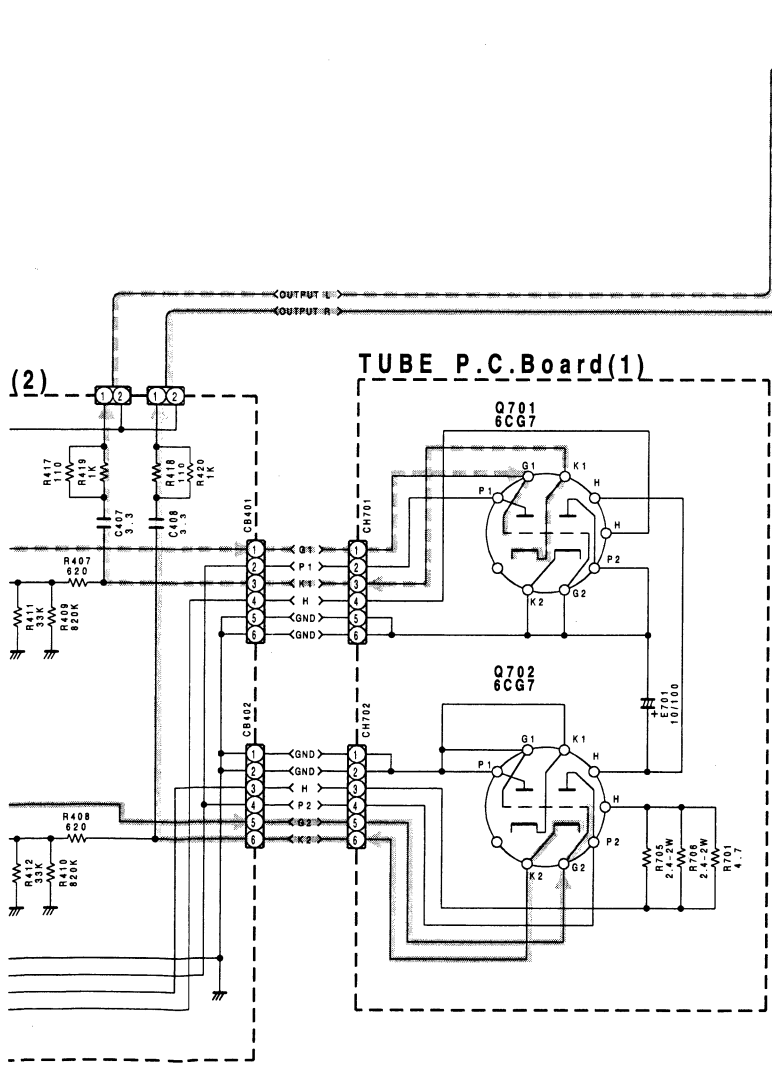 OUTPUT L
OUTPUT R
(2)
TUBE P.C.Board(1)
1 2 1 2
Q701
6CG7
R417
110
R419
1K
R418
110
R420
1K
C407
3.3
C408
3.3
CB401
CH701
G1 K1
P1 H
H
P2
K2 G2
1 G1 1
2 P1 2
3 K1 3
4 H 4
5 GND 5
6 GND 6
R407
620
R411
33K
R409
820K
Q702
6CG7
E701
10/100
+
CB402
CH702
G1 K1
P1 H
H
P2
K2 G2
1 GND 1
2 GND 2
3 H 3
4 P2 4
5 G2 5
6 K2 6
R408
620
R412
33K
R410
820K
R705
2.4-2W
R706
2.4-2W
R701
4.7